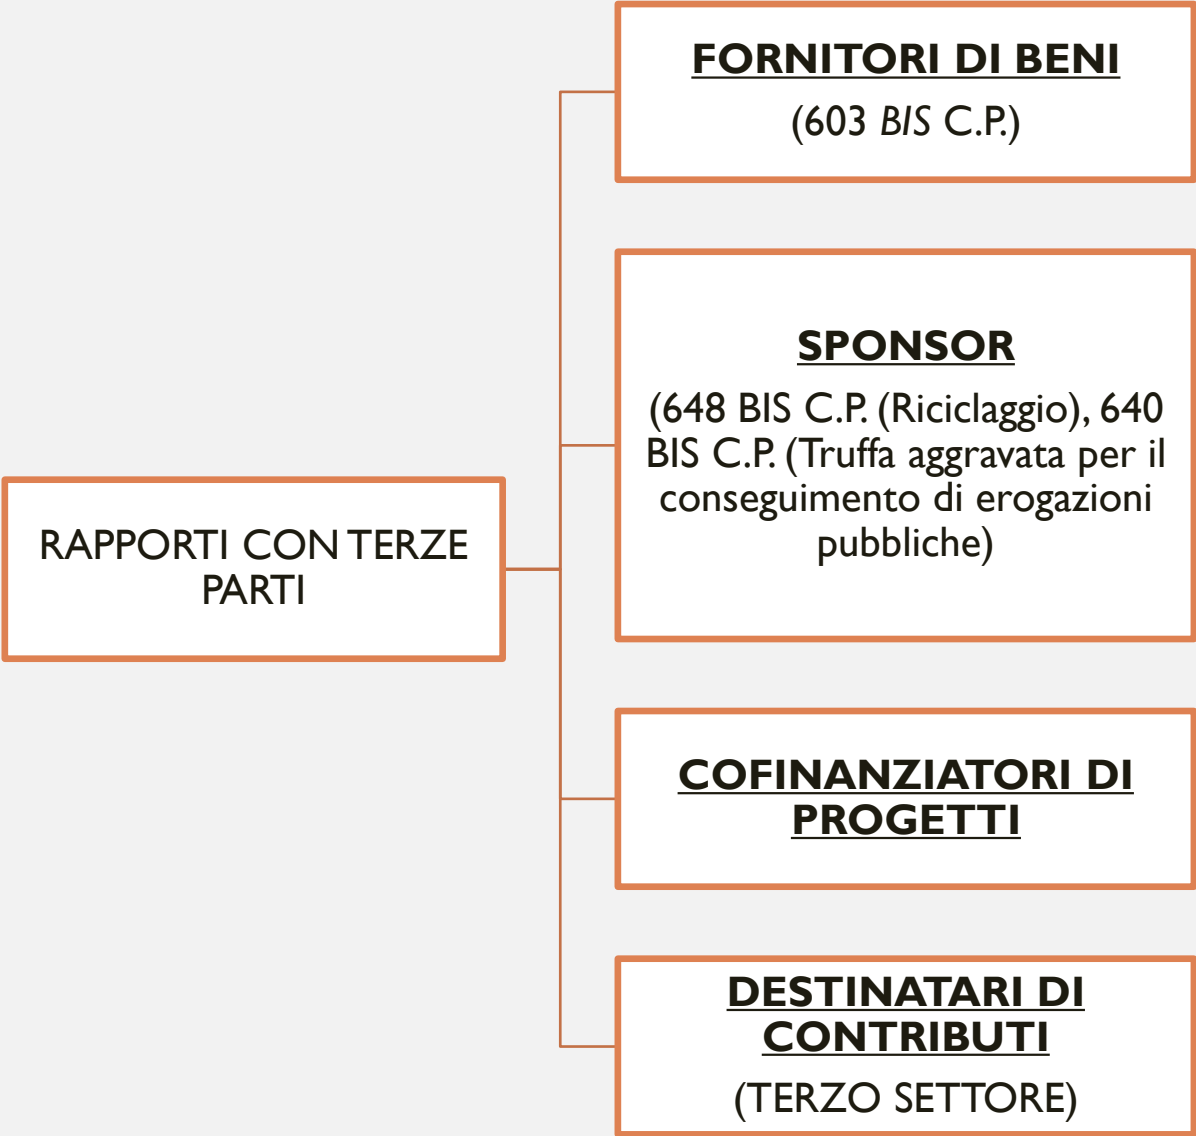 FORNITORI DI BENI
(603 BIS C.P.)
SPONSOR
(648 BIS C.P. (Riciclaggio), 640
BIS C.P. (Truffa aggravata per il
conseguimento di erogazioni
pubbliche)
RAPPORTI CON TERZE
PARTI
COFINANZIATORI DI
PROGETTI
DESTINATARI DI
CONTRIBUTI
(TERZO SETTORE)